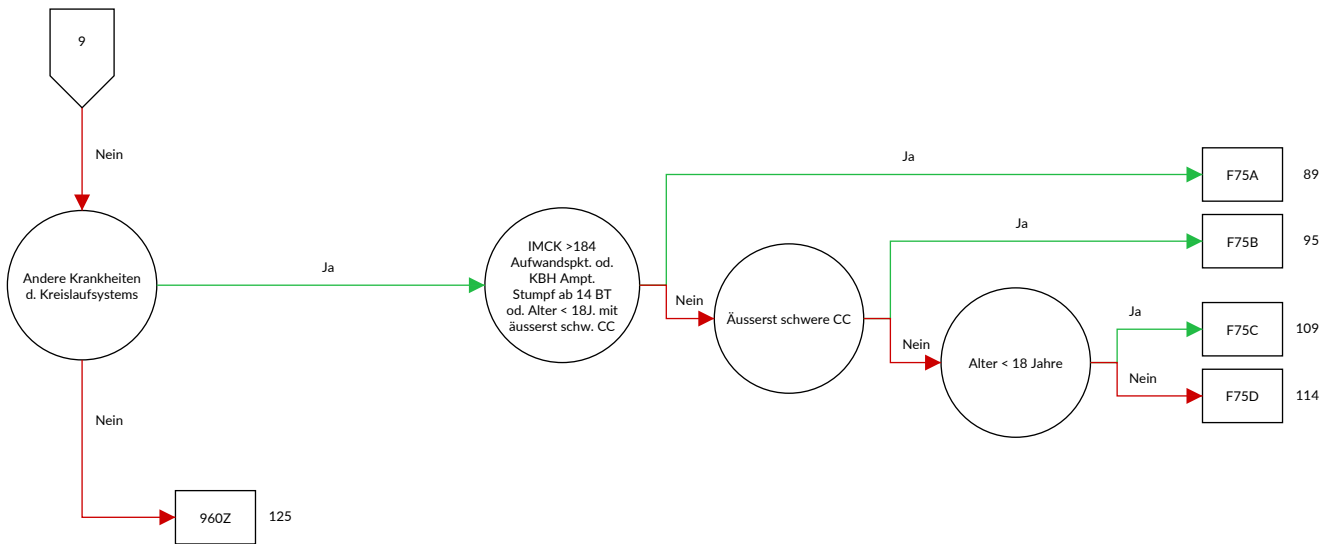 9
Nein
Andere Krankheiten
d. Kreislaufsystems
Ja
IMCK >184
Aufwandspkt. od.
KBH Ampt.
Stumpf ab 14 BT
od. Alter < 18J. mit
äusserst schw. CC
Ja
F75A
89
Nein
Äusserst schwere CC
Ja
F75B
95
Nein
Alter < 18 Jahre
Ja
F75C
109
Nein
F75D
114
Nein
960Z
125